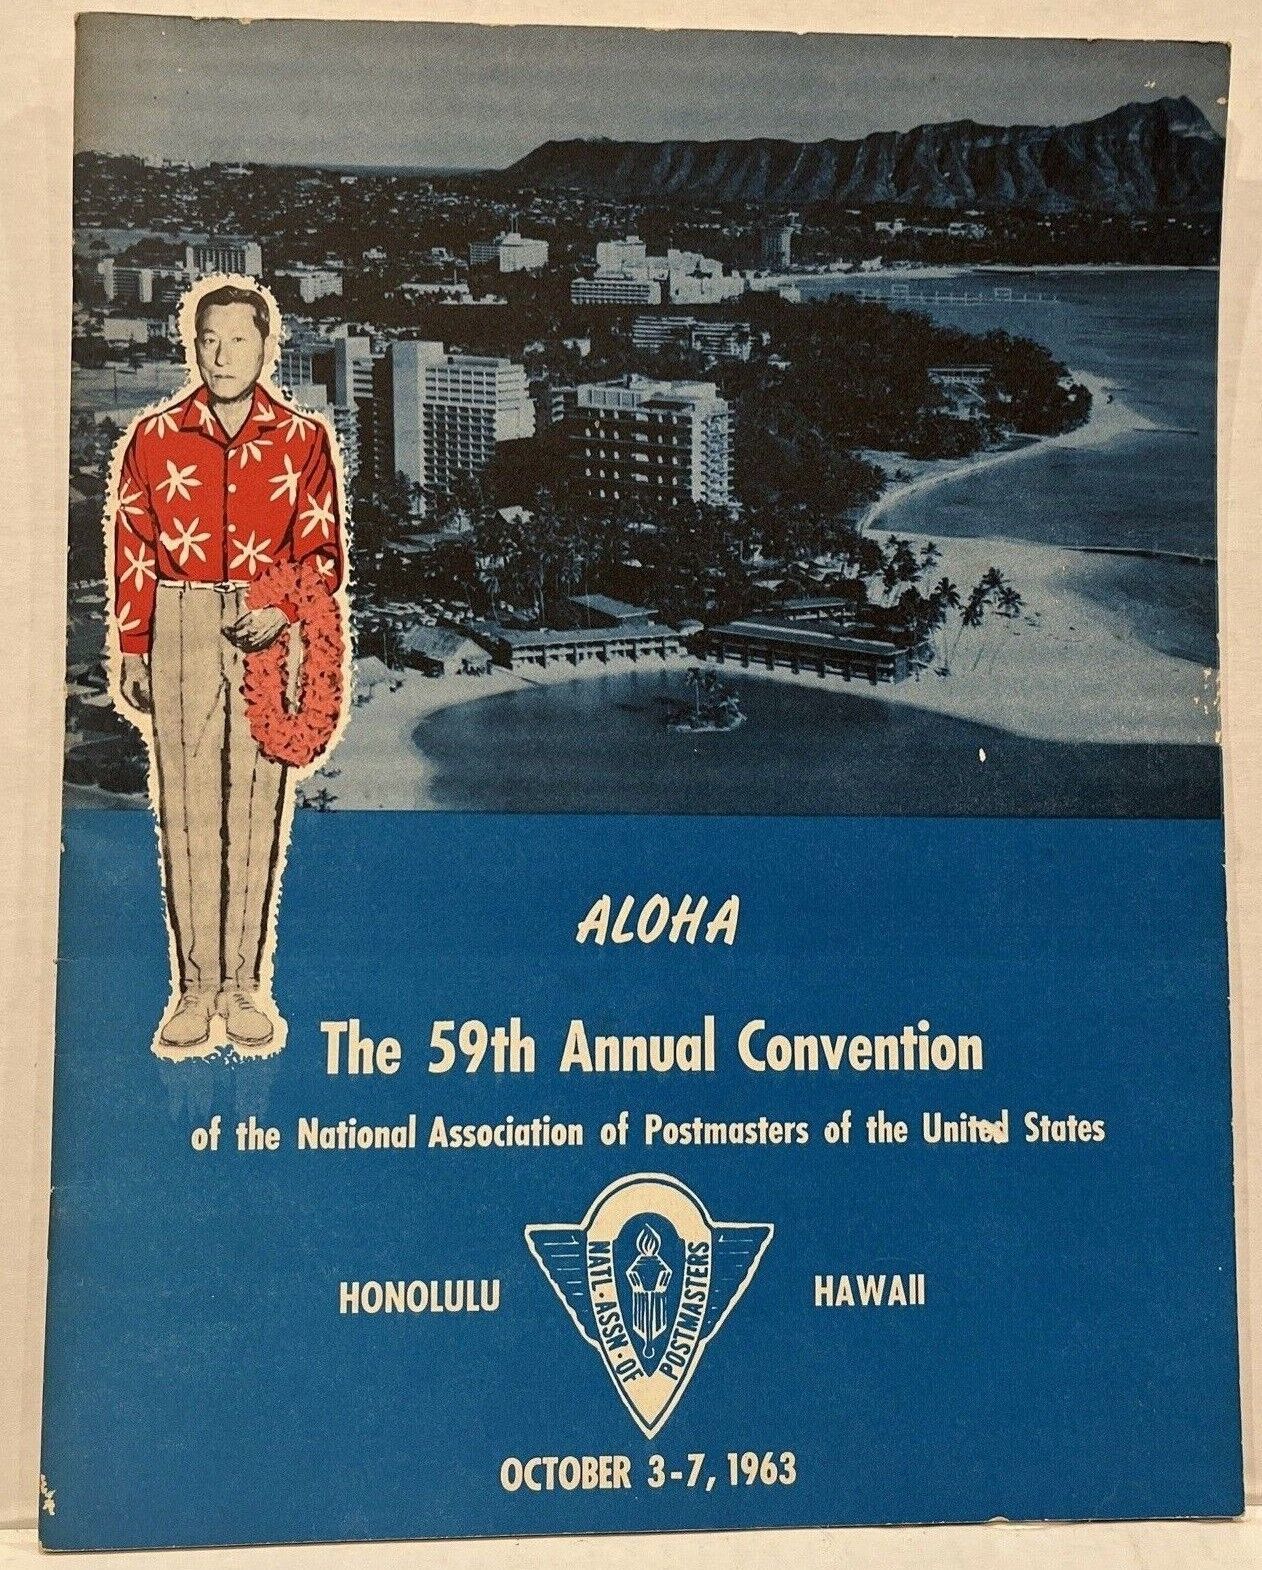 ALOHA
The 59th Annual Convention
of the National Association of Postmasters of the United States
HONOLULU
NATL. ASSN. OF POSTMASTERS
HAWAII
OCTOBER 3-7, 1963